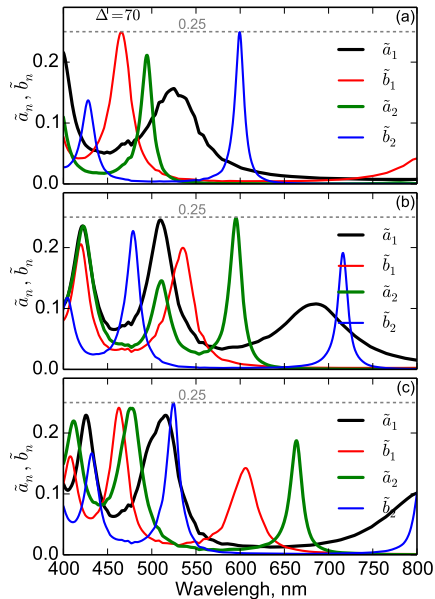 Δ=70
0.25
(a)
0.2
0.1
0.0
ã₁
b̃₁
ã₂
b̃₂
ãₙ, b̃ₙ
0.25
(b)
0.2
0.1
0.0
ã₁
b̃₁
ã₂
b̃₂
ãₙ, b̃ₙ
0.25
(c)
0.2
0.1
0.0
ã₁
b̃₁
ã₂
b̃₂
ãₙ, b̃ₙ
400 450 500 550 600 650 700 750 800
Wavelengh, nm